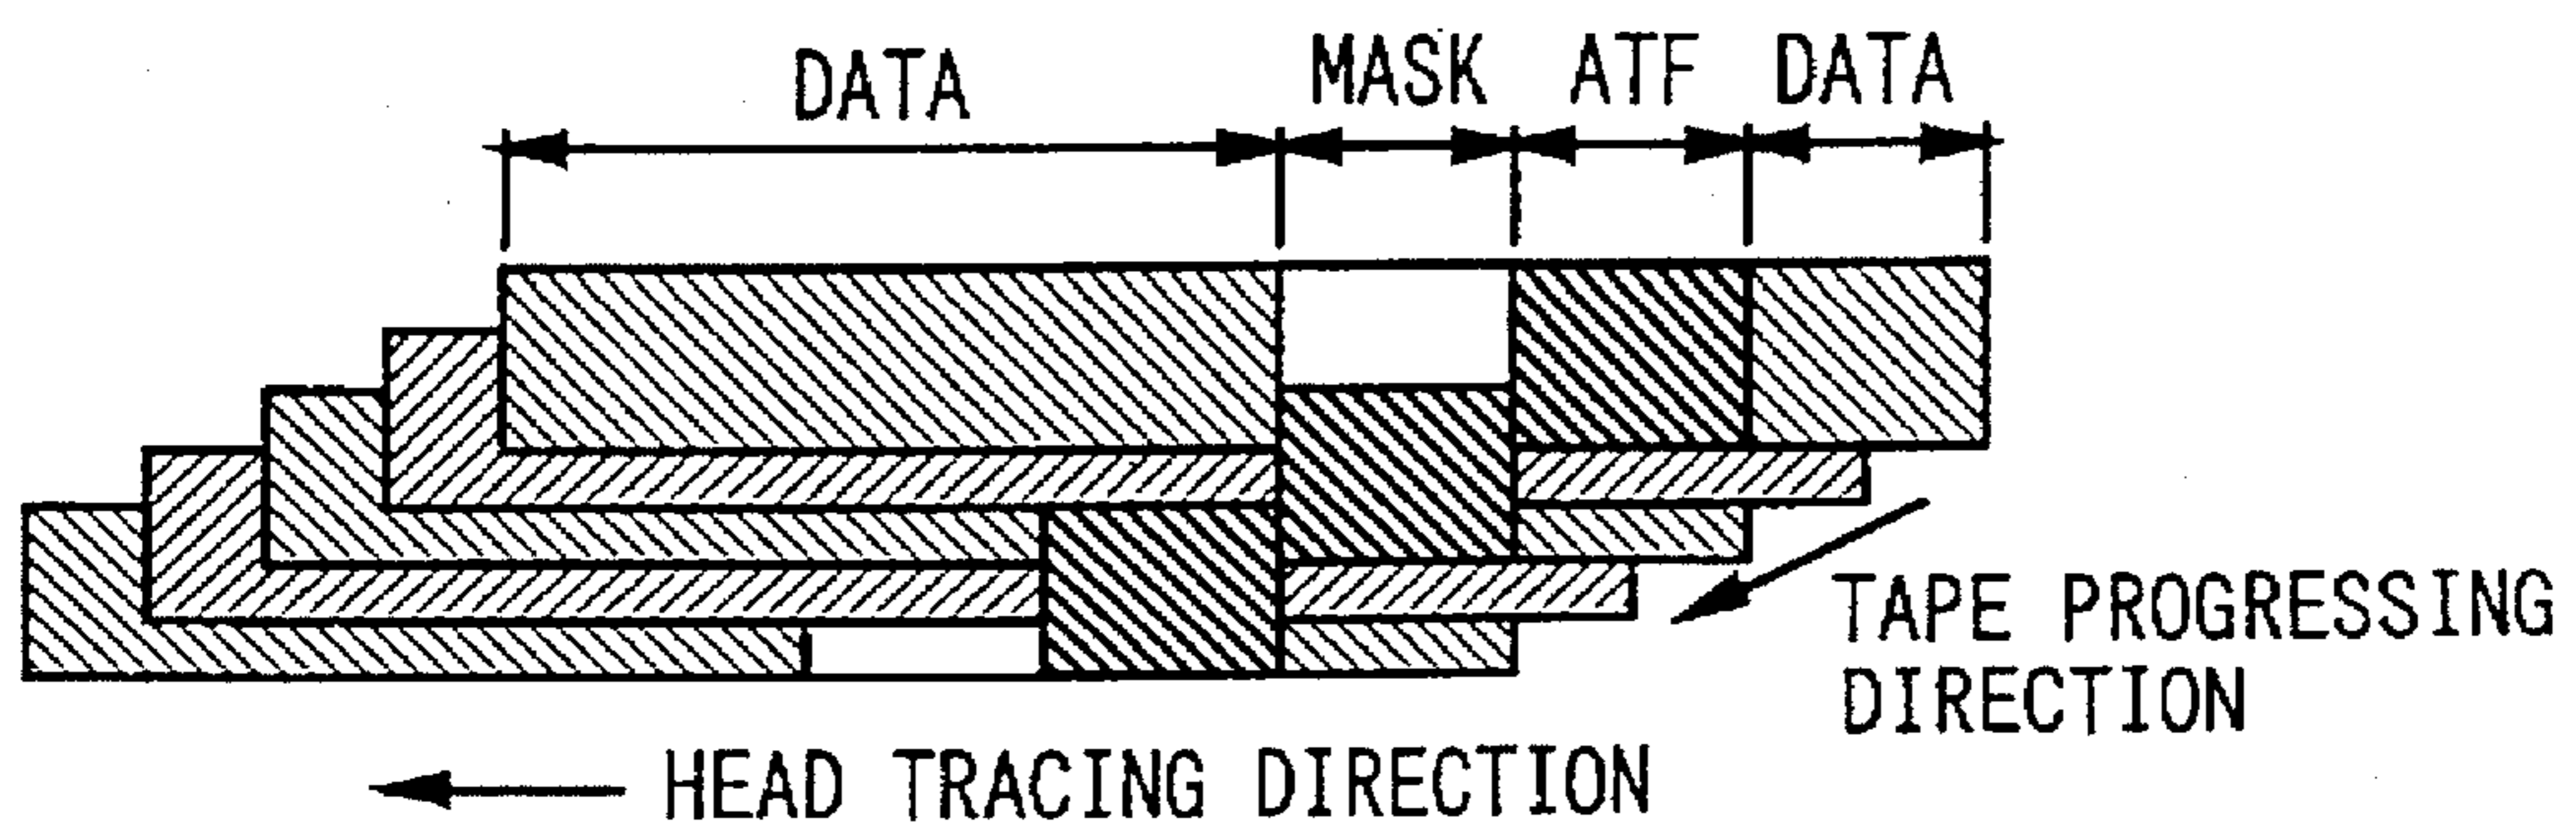 DATA MASK ATF DATA
TAPE PROGRESSING
DIRECTION
HEAD TRACING DIRECTION